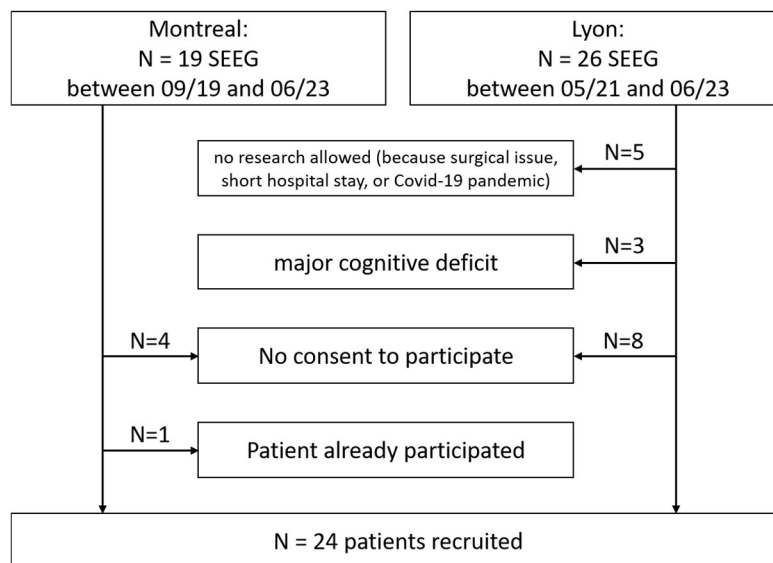 Montreal:
N = 19 SEEG
between 09/19 and 06/23
Lyon:
N = 26 SEEG
between 05/21 and 06/23
no research allowed (because surgical issue,
short hospital stay, or Covid-19 pandemic)
N=5
major cognitive deficit
N=3
N=4
No consent to participate
N=8
N=1
Patient already participated
N = 24 patients recruited